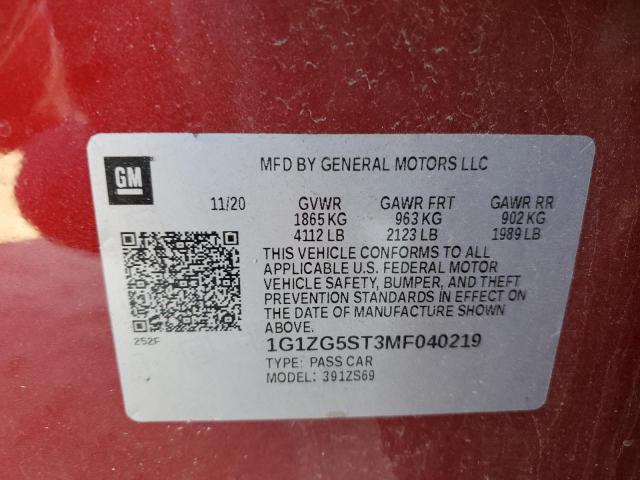 GM
MFD BY GENERAL MOTORS LLC
11/20 GVWR GAWR FRT GAWR RR
1865 KG 963 KG 902 KG
4112 LB 2123 LB 1989 LB
THIS VEHICLE CONFORMS TO ALL
APPLICABLE U.S. FEDERAL MOTOR
VEHICLE SAFETY, BUMPER, AND THEFT
PREVENTION STANDARDS IN EFFECT ON
THE DATE OF MANUFACTURE SHOWN
ABOVE.
252F
1G1ZG5ST3MF040219
TYPE: PASS CAR
MODEL: 391ZS69